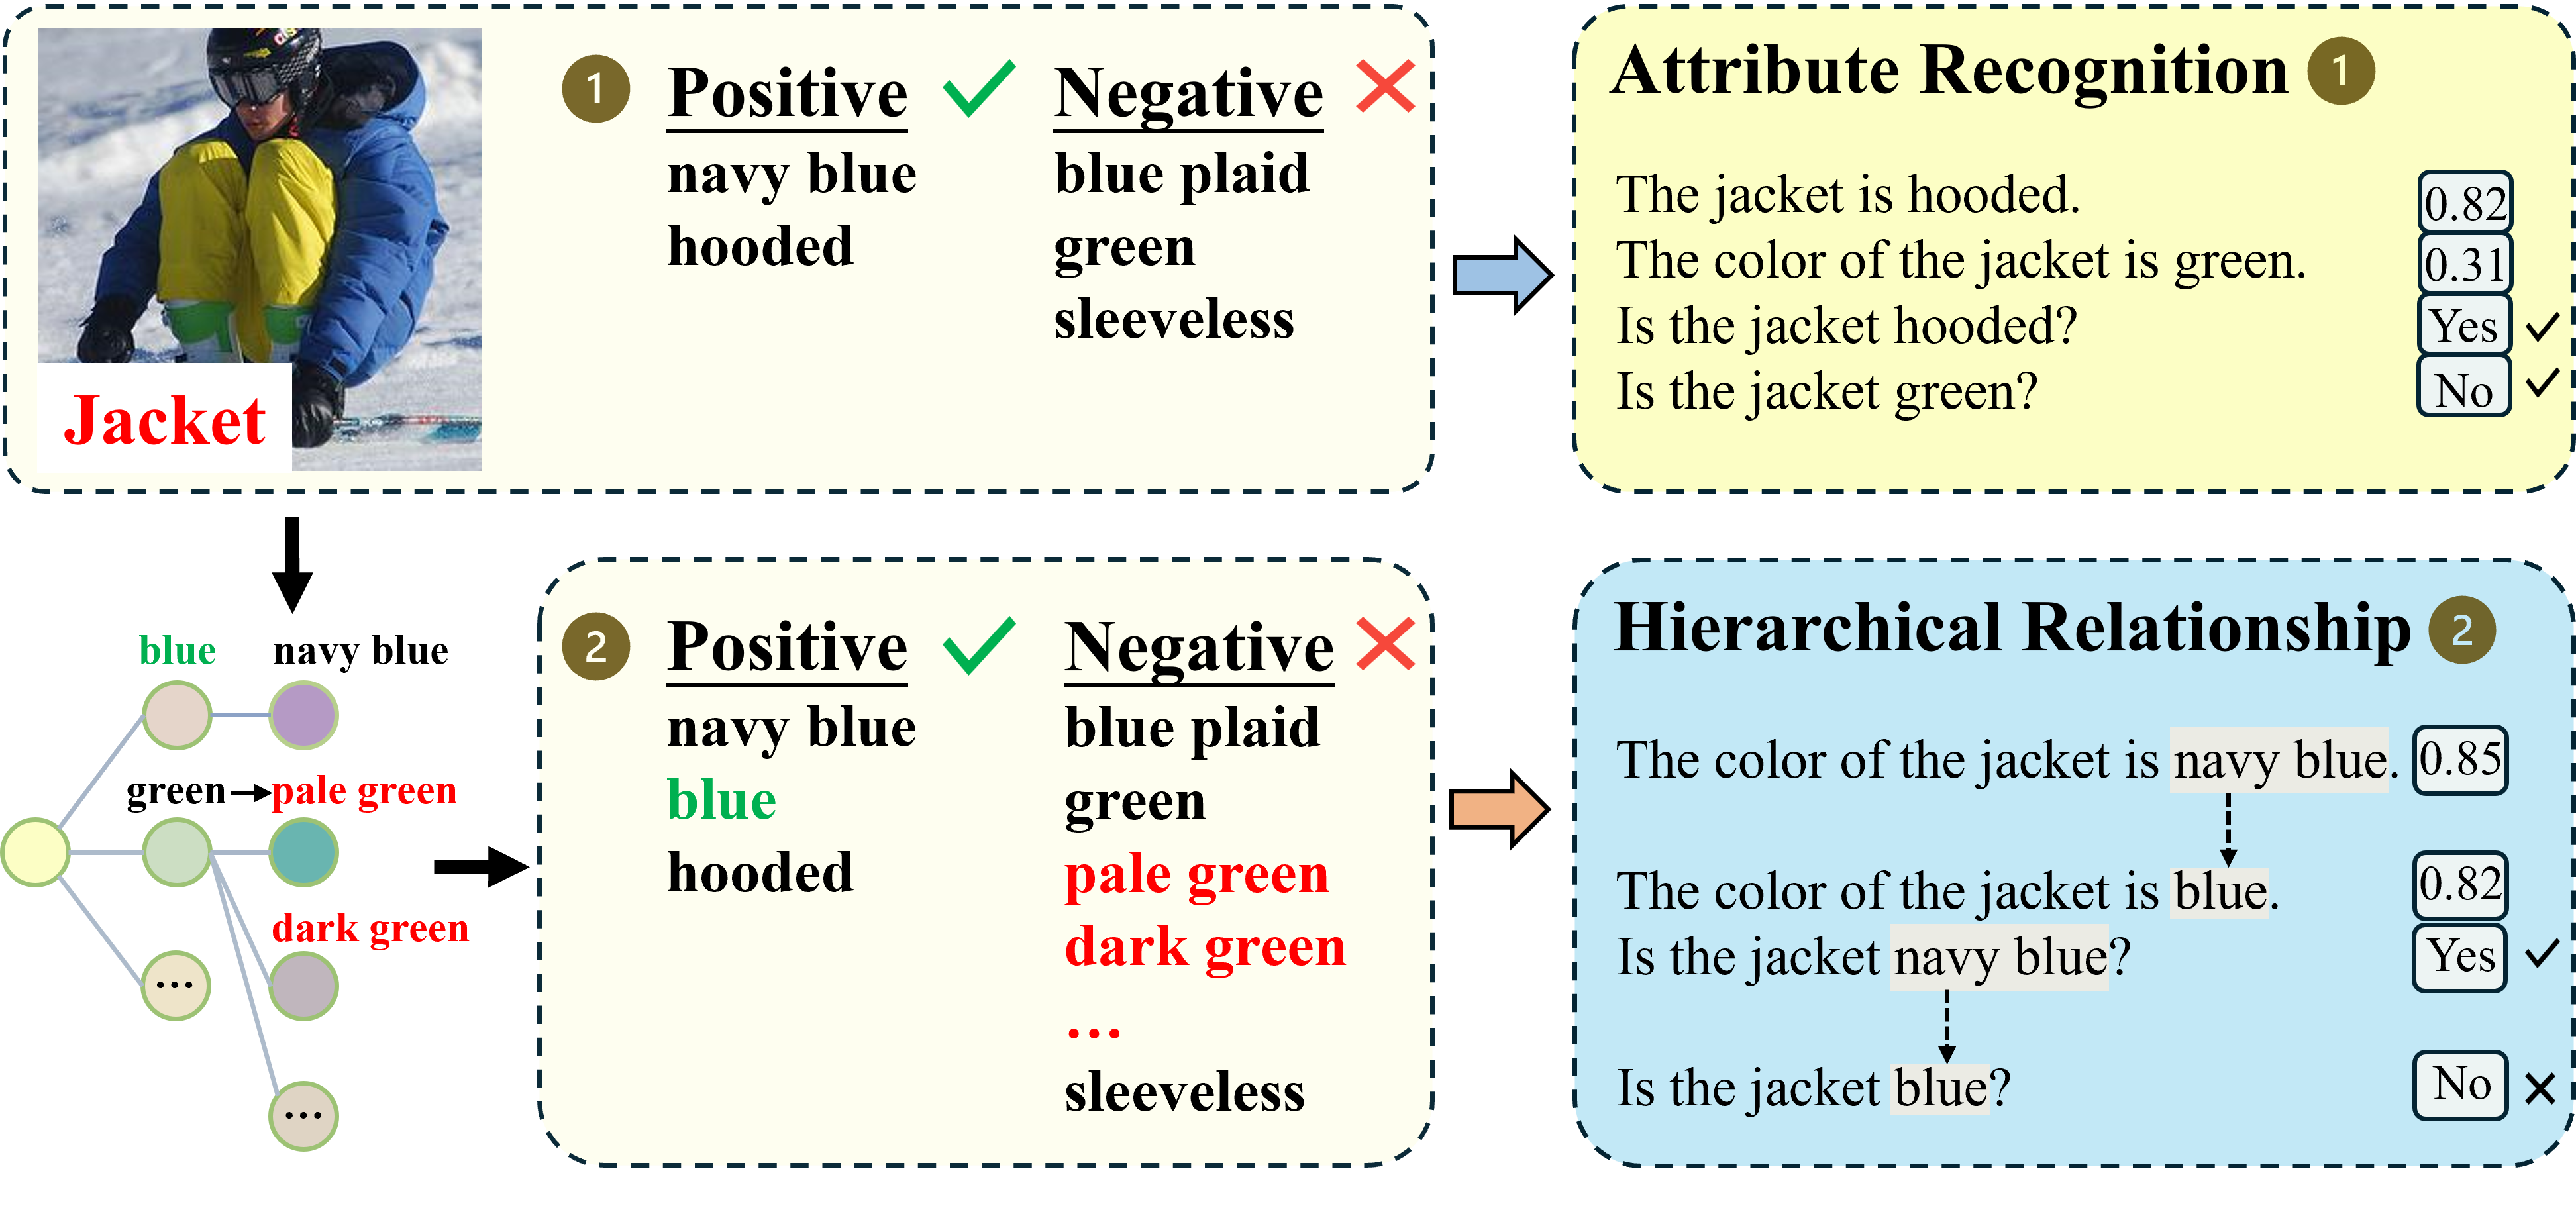 Jacket
1 Positive Negative
navy blue blue plaid
hooded green
sleeveless
Attribute Recognition 1
The jacket is hooded. 0.82
The color of the jacket is green. 0.31
Is the jacket hooded? Yes
Is the jacket green? No
blue navy blue
green pale green
dark green
...
...
2 Positive Negative
navy blue blue plaid
blue green
hooded pale green
dark green
...
sleeveless
Hierarchical Relationship 2
The color of the jacket is navy blue. 0.85
The color of the jacket is blue. 0.82
Is the jacket navy blue? Yes
Is the jacket blue? No